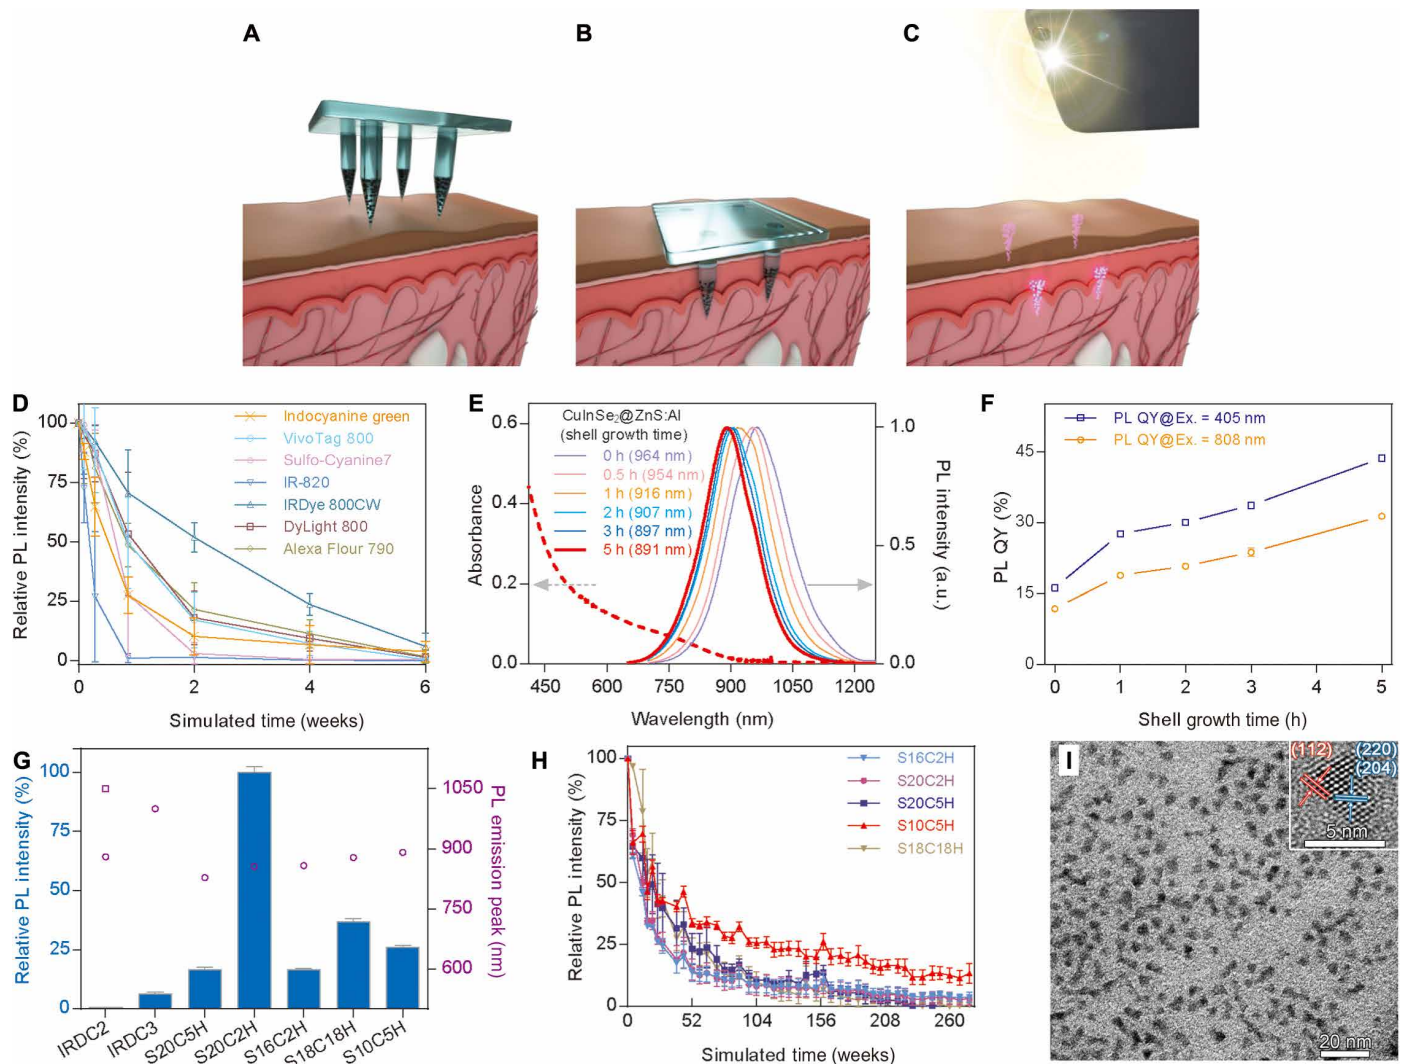 A
B
C
D
Relative PL intensity (%)
100
75
50
25
0
Indocyanine green
VivoTag 800
Sulfo-Cyanine7
IR-820
IRDye 800CW
DyLight 800
Alexa Flour 790
0 2 4 6
Simulated time (weeks)
E
Absorbance
0.6
0.4
0.2
0.0
CuInSe2@ZnS:Al
(shell growth time)
0 h (964 nm)
0.5 h (954 nm)
1 h (916 nm)
2 h (907 nm)
3 h (897 nm)
5 h (891 nm)
1.0
0.5
0.0
PL intensity (a.u.)
450 600 750 900 1050 1200
Wavelength (nm)
F
PL QY (%)
45
30
15
0
PL QY@Ex. = 405 nm
PL QY@Ex. = 808 nm
0 1 2 3 4 5
Shell growth time (h)
G
Relative PL intensity (%)
100
75
50
25
0
1050
900
750
600
PL emission peak (nm)
IRDC2 IRDC3 S20C5H S20C2H S16C2H S18C18H S10C5H
H
Relative PL intensity (%)
100
75
50
25
0
S16C2H
S20C2H
S20C5H
S10C5H
S18C18H
0 52 104 156 208 260
Simulated time (weeks)
I
(112) (220)
(204)
5 nm
20 nm